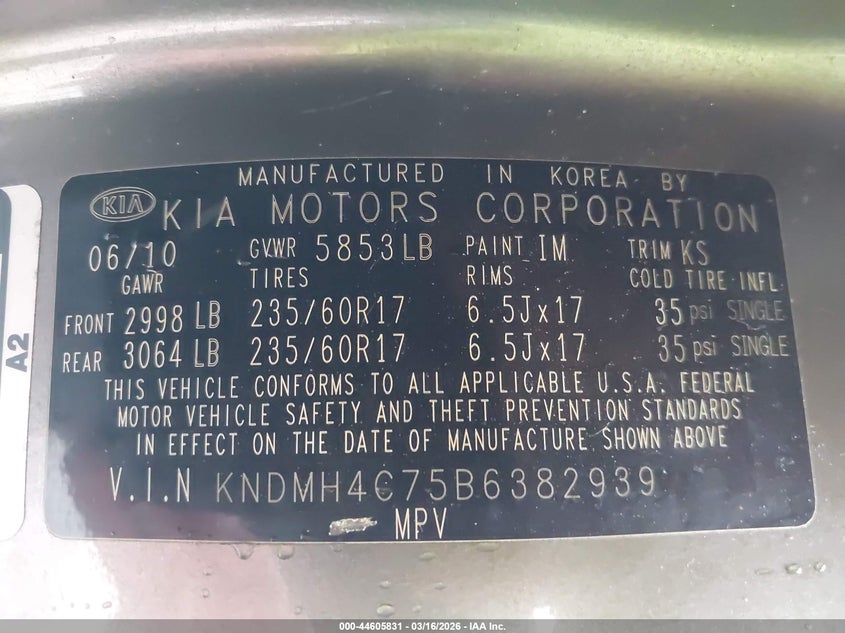 MANUFACTURED IN KOREA BY
KIA KIA MOTORS CORPORATION
06/10 GVWR 5853LB PAINT IM TRIM KS
GAWR TIRES RIMS COLD TIRE INFL
FRONT 2998 LB 235/60R17 6.5Jx17 35 psi SINGLE
REAR 3064 LB 235/60R17 6.5Jx17 35 psi SINGLE
THIS VEHICLE CONFORMS TO ALL APPLICABLE U.S.A. FEDERAL
MOTOR VEHICLE SAFETY AND THEFT PREVENTION STANDARDS
IN EFFECT ON THE DATE OF MANUFACTURE SHOWN ABOVE
V.I.N KNDMH4C75B6382939
MPV
A2
000-44605831 - 03/16/2026 - IAA Inc.